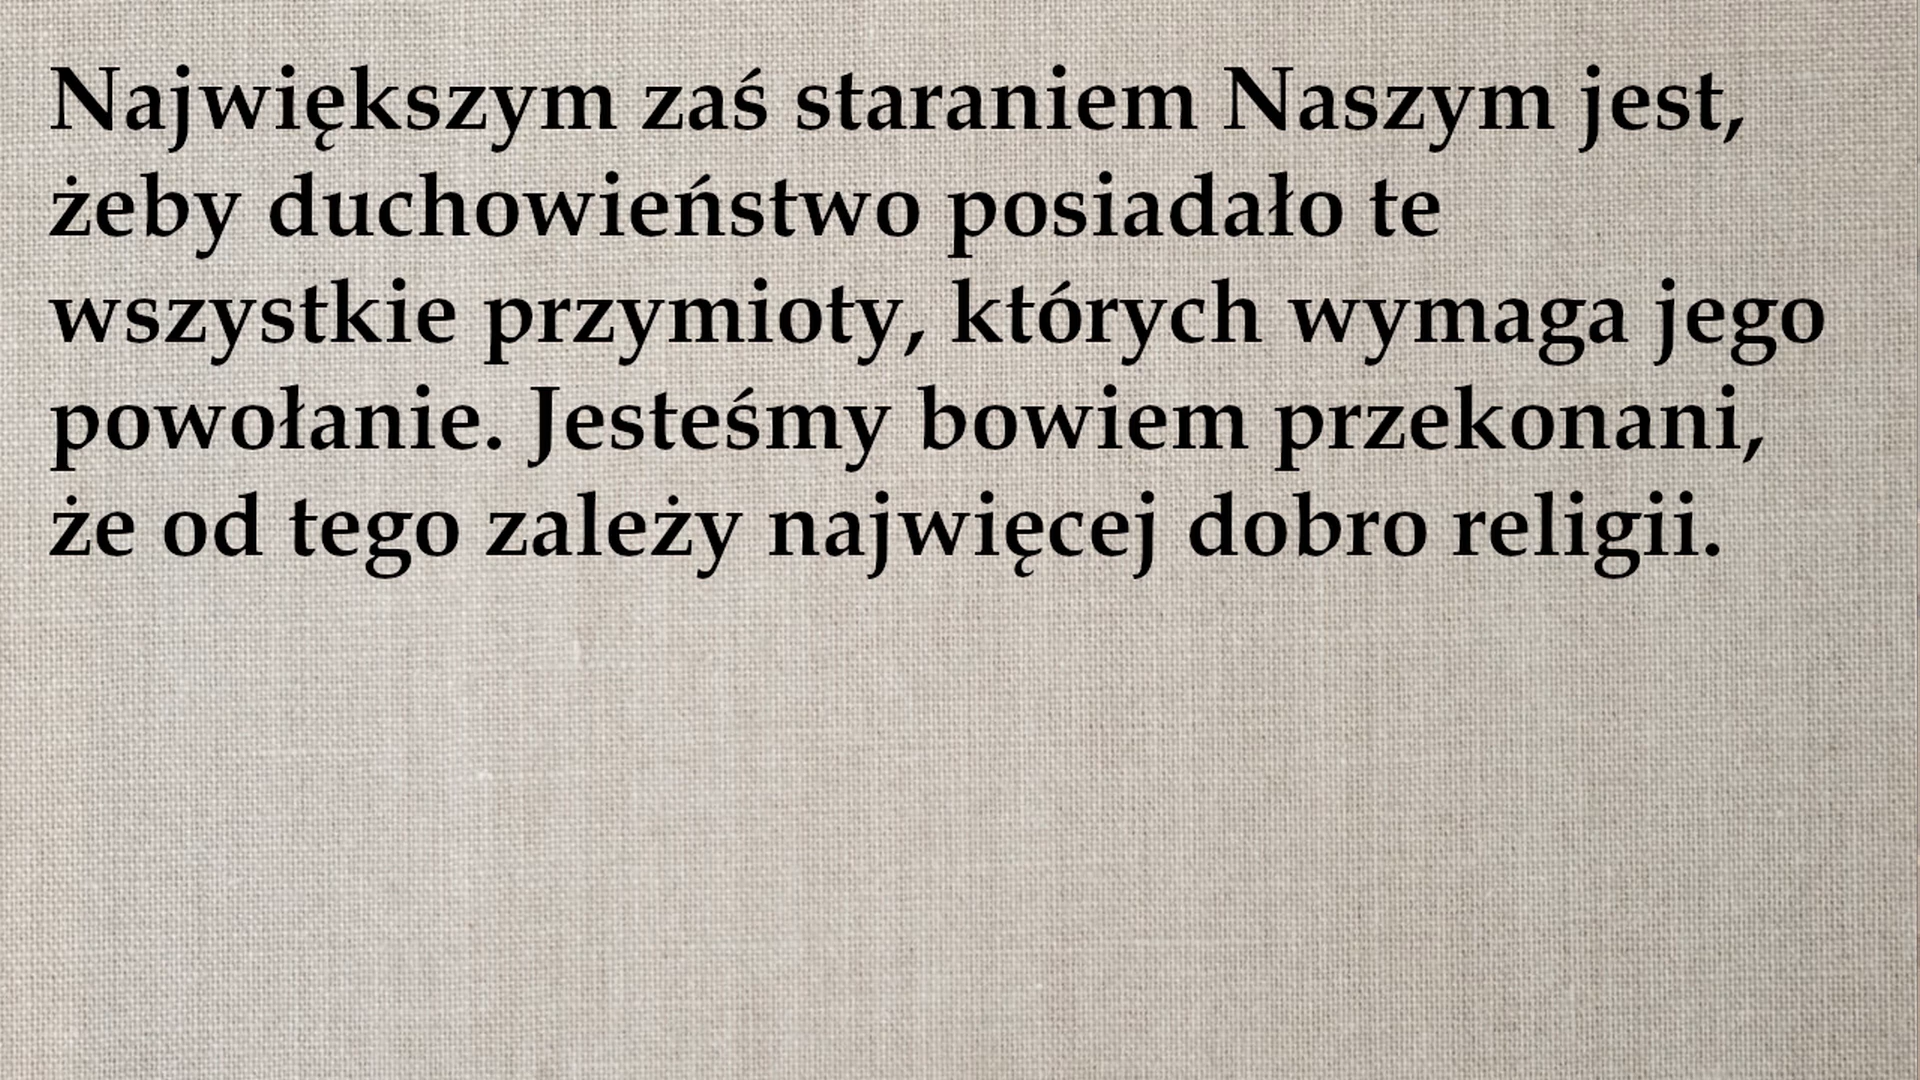 Największym zaś staraniem Naszym jest,
żeby duchowieństwo posiadało te
wszystkie przymioty, których wymaga jego
powołanie. Jesteśmy bowiem przekonani,
że od tego zależy najwięcej dobro religii.